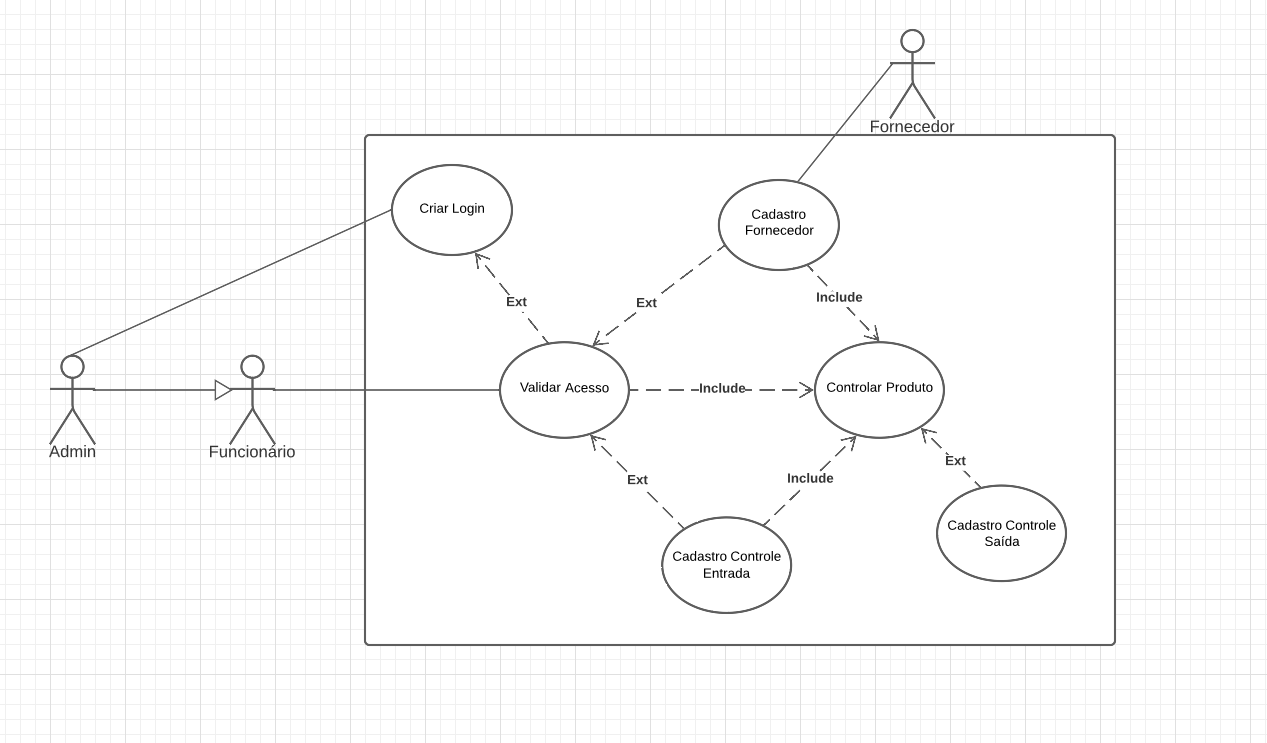 Fornecedor
Criar Login
Cadastro
Fornecedor
Ext
Ext
Include
Validar Acesso
Include
Controlar Produto
Admin
Funcionário
Ext
Include
Ext
Cadastro Controle
Saída
Cadastro Controle
Entrada